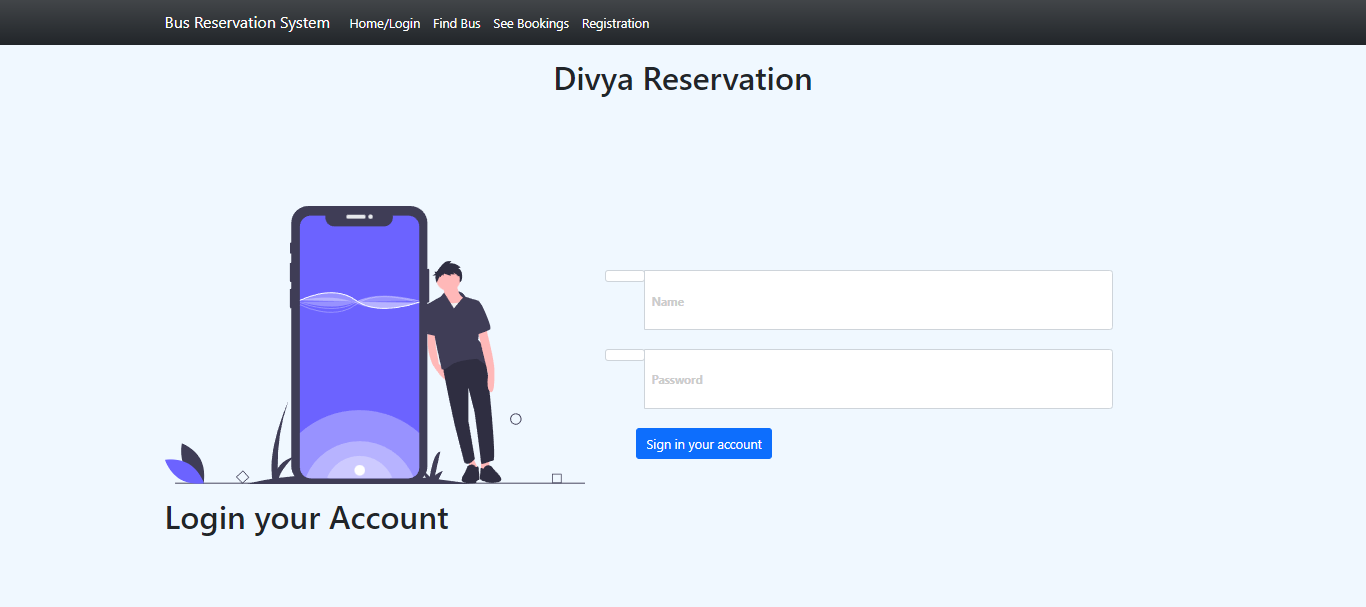 Bus Reservation System Home/Login Find Bus See Bookings Registration
Divya Reservation
Name
Password
Sign in your account
Login your Account